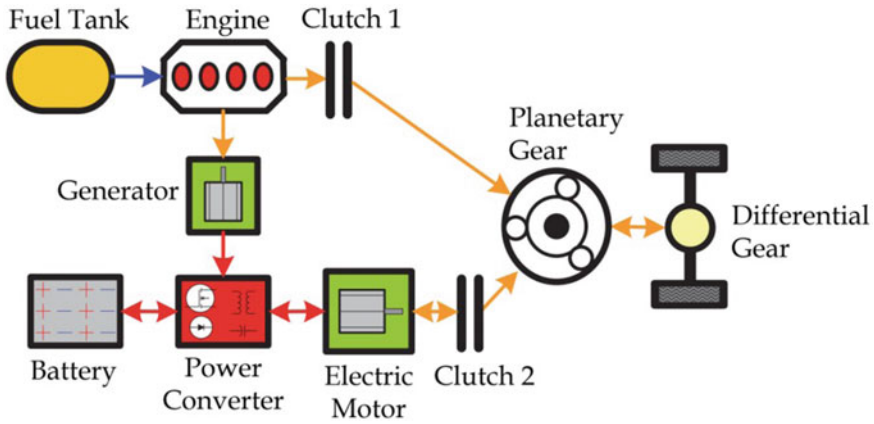 Fuel Tank
Engine
Clutch 1
Planetary
Gear
Generator
Differential
Gear
Battery
Power
Converter
Electric
Motor
Clutch 2